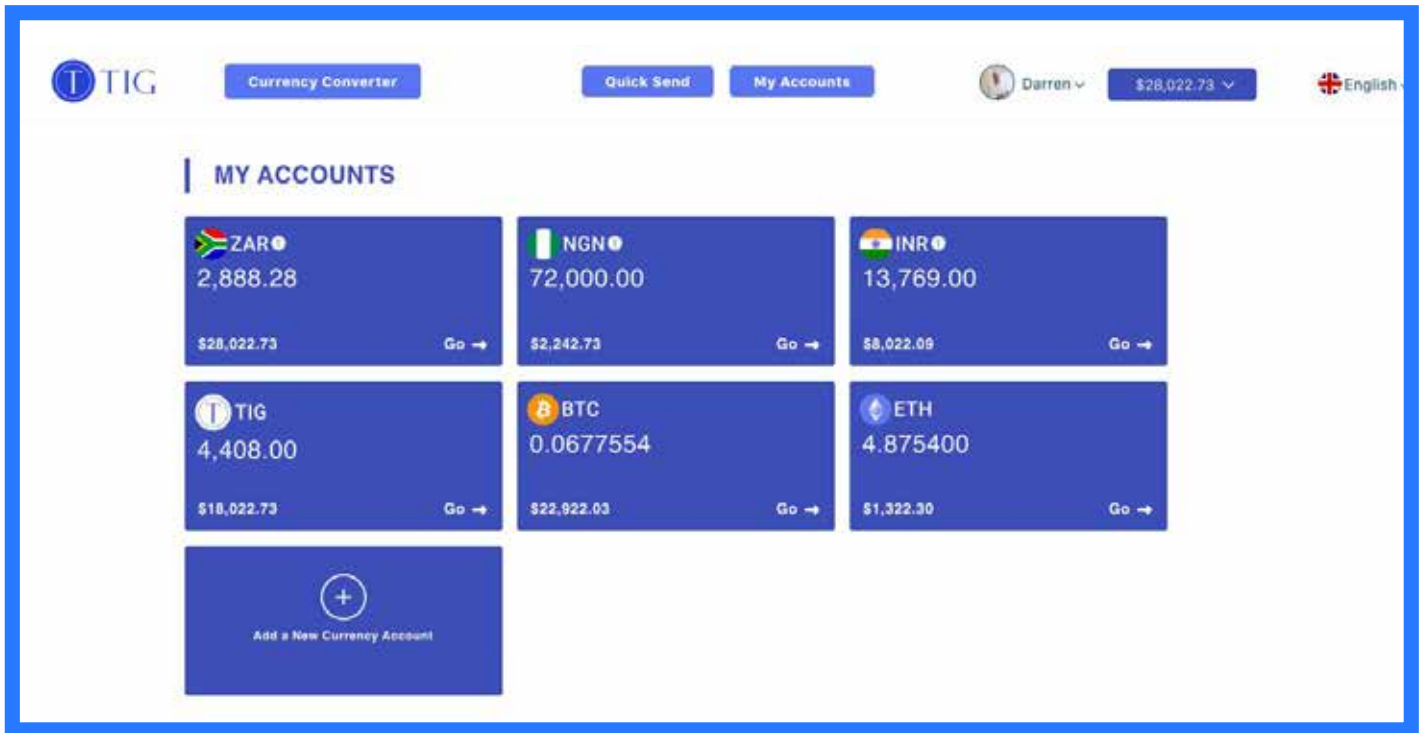 TIG
Currency Converter
Quick Send
My Accounts
Darren
$28,022.73
English
MY ACCOUNTS
ZAR
2,888.28
$28,022.73
Go →
NGN
72,000.00
$2,242.73
Go →
INR
13,769.00
$8,022.09
Go →
TIG
4,408.00
$18,022.73
Go →
BTC
0.0677554
$22,922.03
Go →
ETH
4.875400
$1,322.30
Go →
Add a New Currency Account